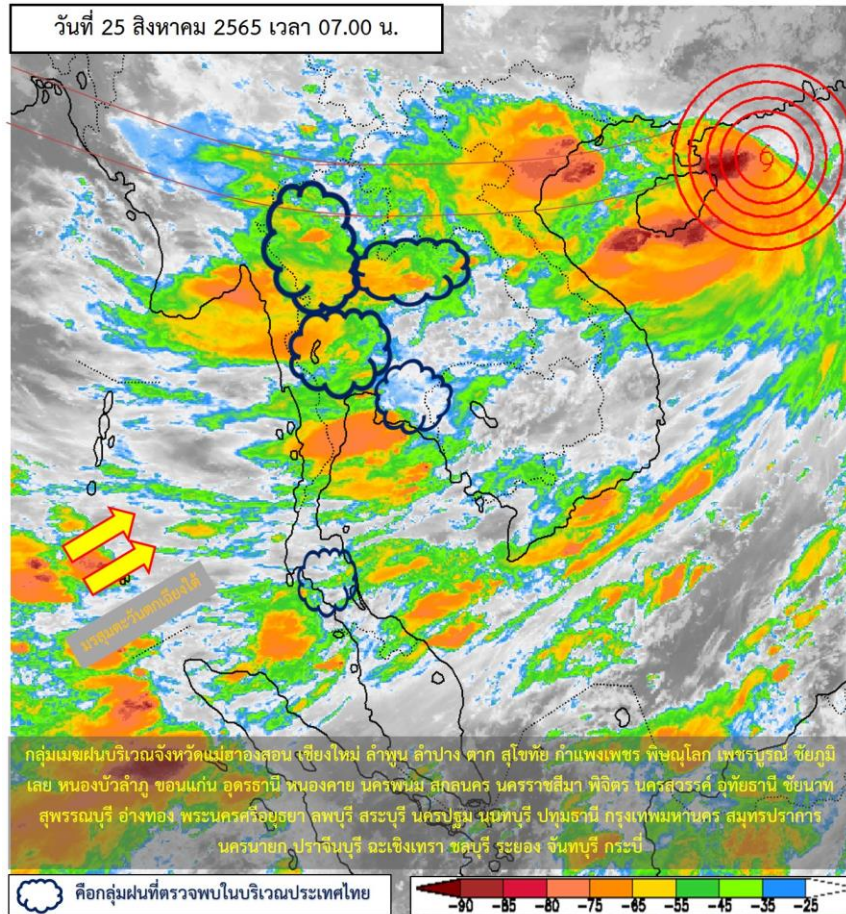 วันที่ 25 สิงหาคม 2565 เวลา 07.00 น.
มรสุมตะวันตกเฉียงใต้
กลุ่มเมฆฝนบริเวณจังหวัดแม่ฮ่องสอน เชียงใหม่ ลำพูน ลำปาง ตาก สุโขทัย กำแพงเพชร พิษณุโลก เพชรบูรณ์ ชัยภูมิ
เลย หนองบัวลำภู ขอนแก่น อุดรธานี หนองคาย นครพนม สกลนคร นครราชสีมา พิจิตร นครสวรรค์ อุทัยธานี ชัยนาท
สุพรรณบุรี อ่างทอง พระนครศรีอยุธยา ลพบุรี สระบุรี นครปฐม นนทบุรี ปทุมธานี กรุงเทพมหานคร สมุทรปราการ
นครนายก ปราจีนบุรี ฉะเชิงเทรา ชลบุรี ระยอง จันทบุรี กระบี่
คือกลุ่มฝนที่ตรวจพบในบริเวณประเทศไทย
-90 -85 -80 -75 -65 -55 -45 -35 -25